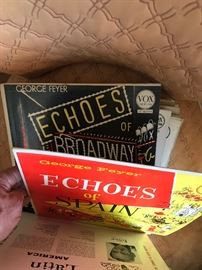 GEORGE FEYER
VOX
ECHOES
OF
BROADWAY
George Feyer
ECHOES
of
SPAIN
Latin
AMERICA